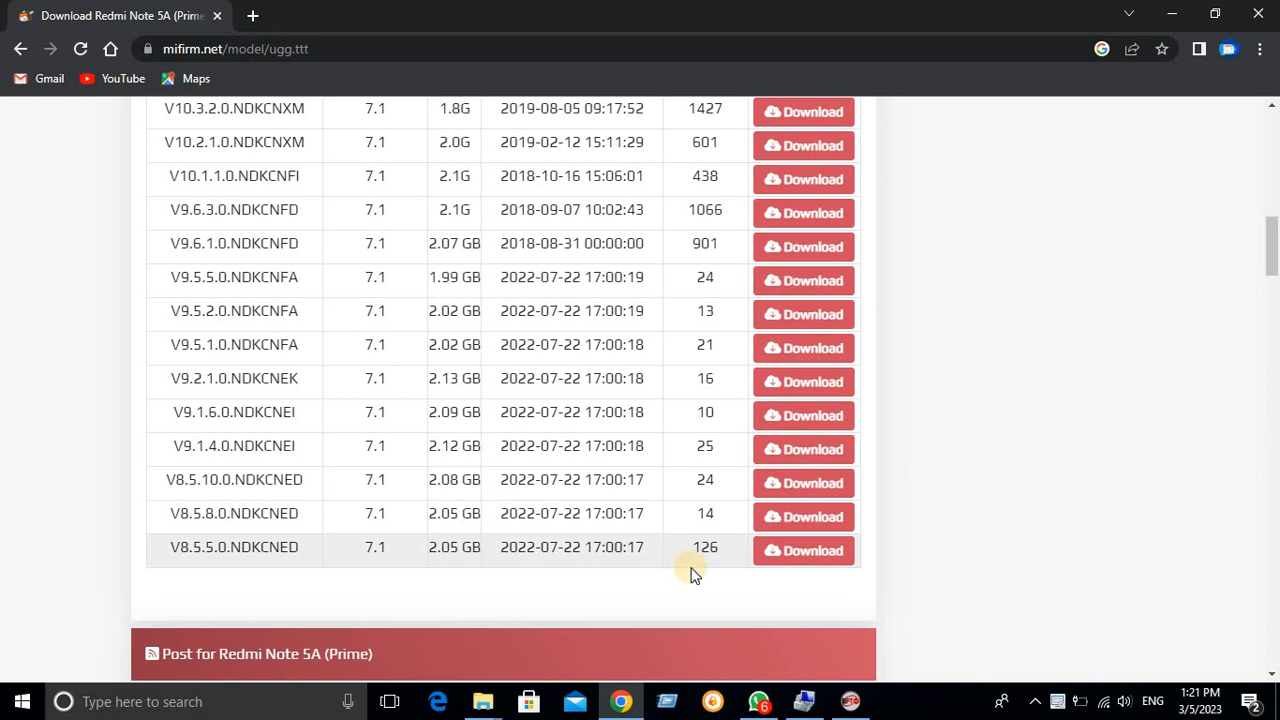 Download Redmi Note 5A (Prime
mifirm.net/model/ugg.ttt
Gmail YouTube Maps
V10.3.2.0.NDKCNXM 7.1 1.8G 2019-08-05 09:17:52 1427 Download
V10.2.1.0.NDKCNXM 7.1 2.0G 2019-02-12 15:11:29 601 Download
V10.1.1.0.NDKCNFI 7.1 2.1G 2018-10-16 15:06:01 438 Download
V9.6.3.0.NDKCNFD 7.1 2.1G 2018-09-07 10:02:43 1066 Download
V9.6.1.0.NDKCNFD 7.1 2.07 GB 2018-08-31 00:00:00 901 Download
V9.5.5.0.NDKCNFA 7.1 1.99 GB 2022-07-22 17:00:19 24 Download
V9.5.2.0.NDKCNFA 7.1 2.02 GB 2022-07-22 17:00:19 13 Download
V9.5.1.0.NDKCNFA 7.1 2.02 GB 2022-07-22 17:00:18 21 Download
V9.2.1.0.NDKCNEK 7.1 2.13 GB 2022-07-22 17:00:18 16 Download
V9.1.6.0.NDKCNEI 7.1 2.09 GB 2022-07-22 17:00:18 10 Download
V9.1.4.0.NDKCNEI 7.1 2.12 GB 2022-07-22 17:00:18 25 Download
V8.5.10.0.NDKCNED 7.1 2.08 GB 2022-07-22 17:00:17 24 Download
V8.5.8.0.NDKCNED 7.1 2.05 GB 2022-07-22 17:00:17 14 Download
V8.5.5.0.NDKCNED 7.1 2.05 GB 2022-07-22 17:00:17 126 Download
Post for Redmi Note 5A (Prime)
Type here to search 6 ENG 1:21 PM
3/5/2023 2